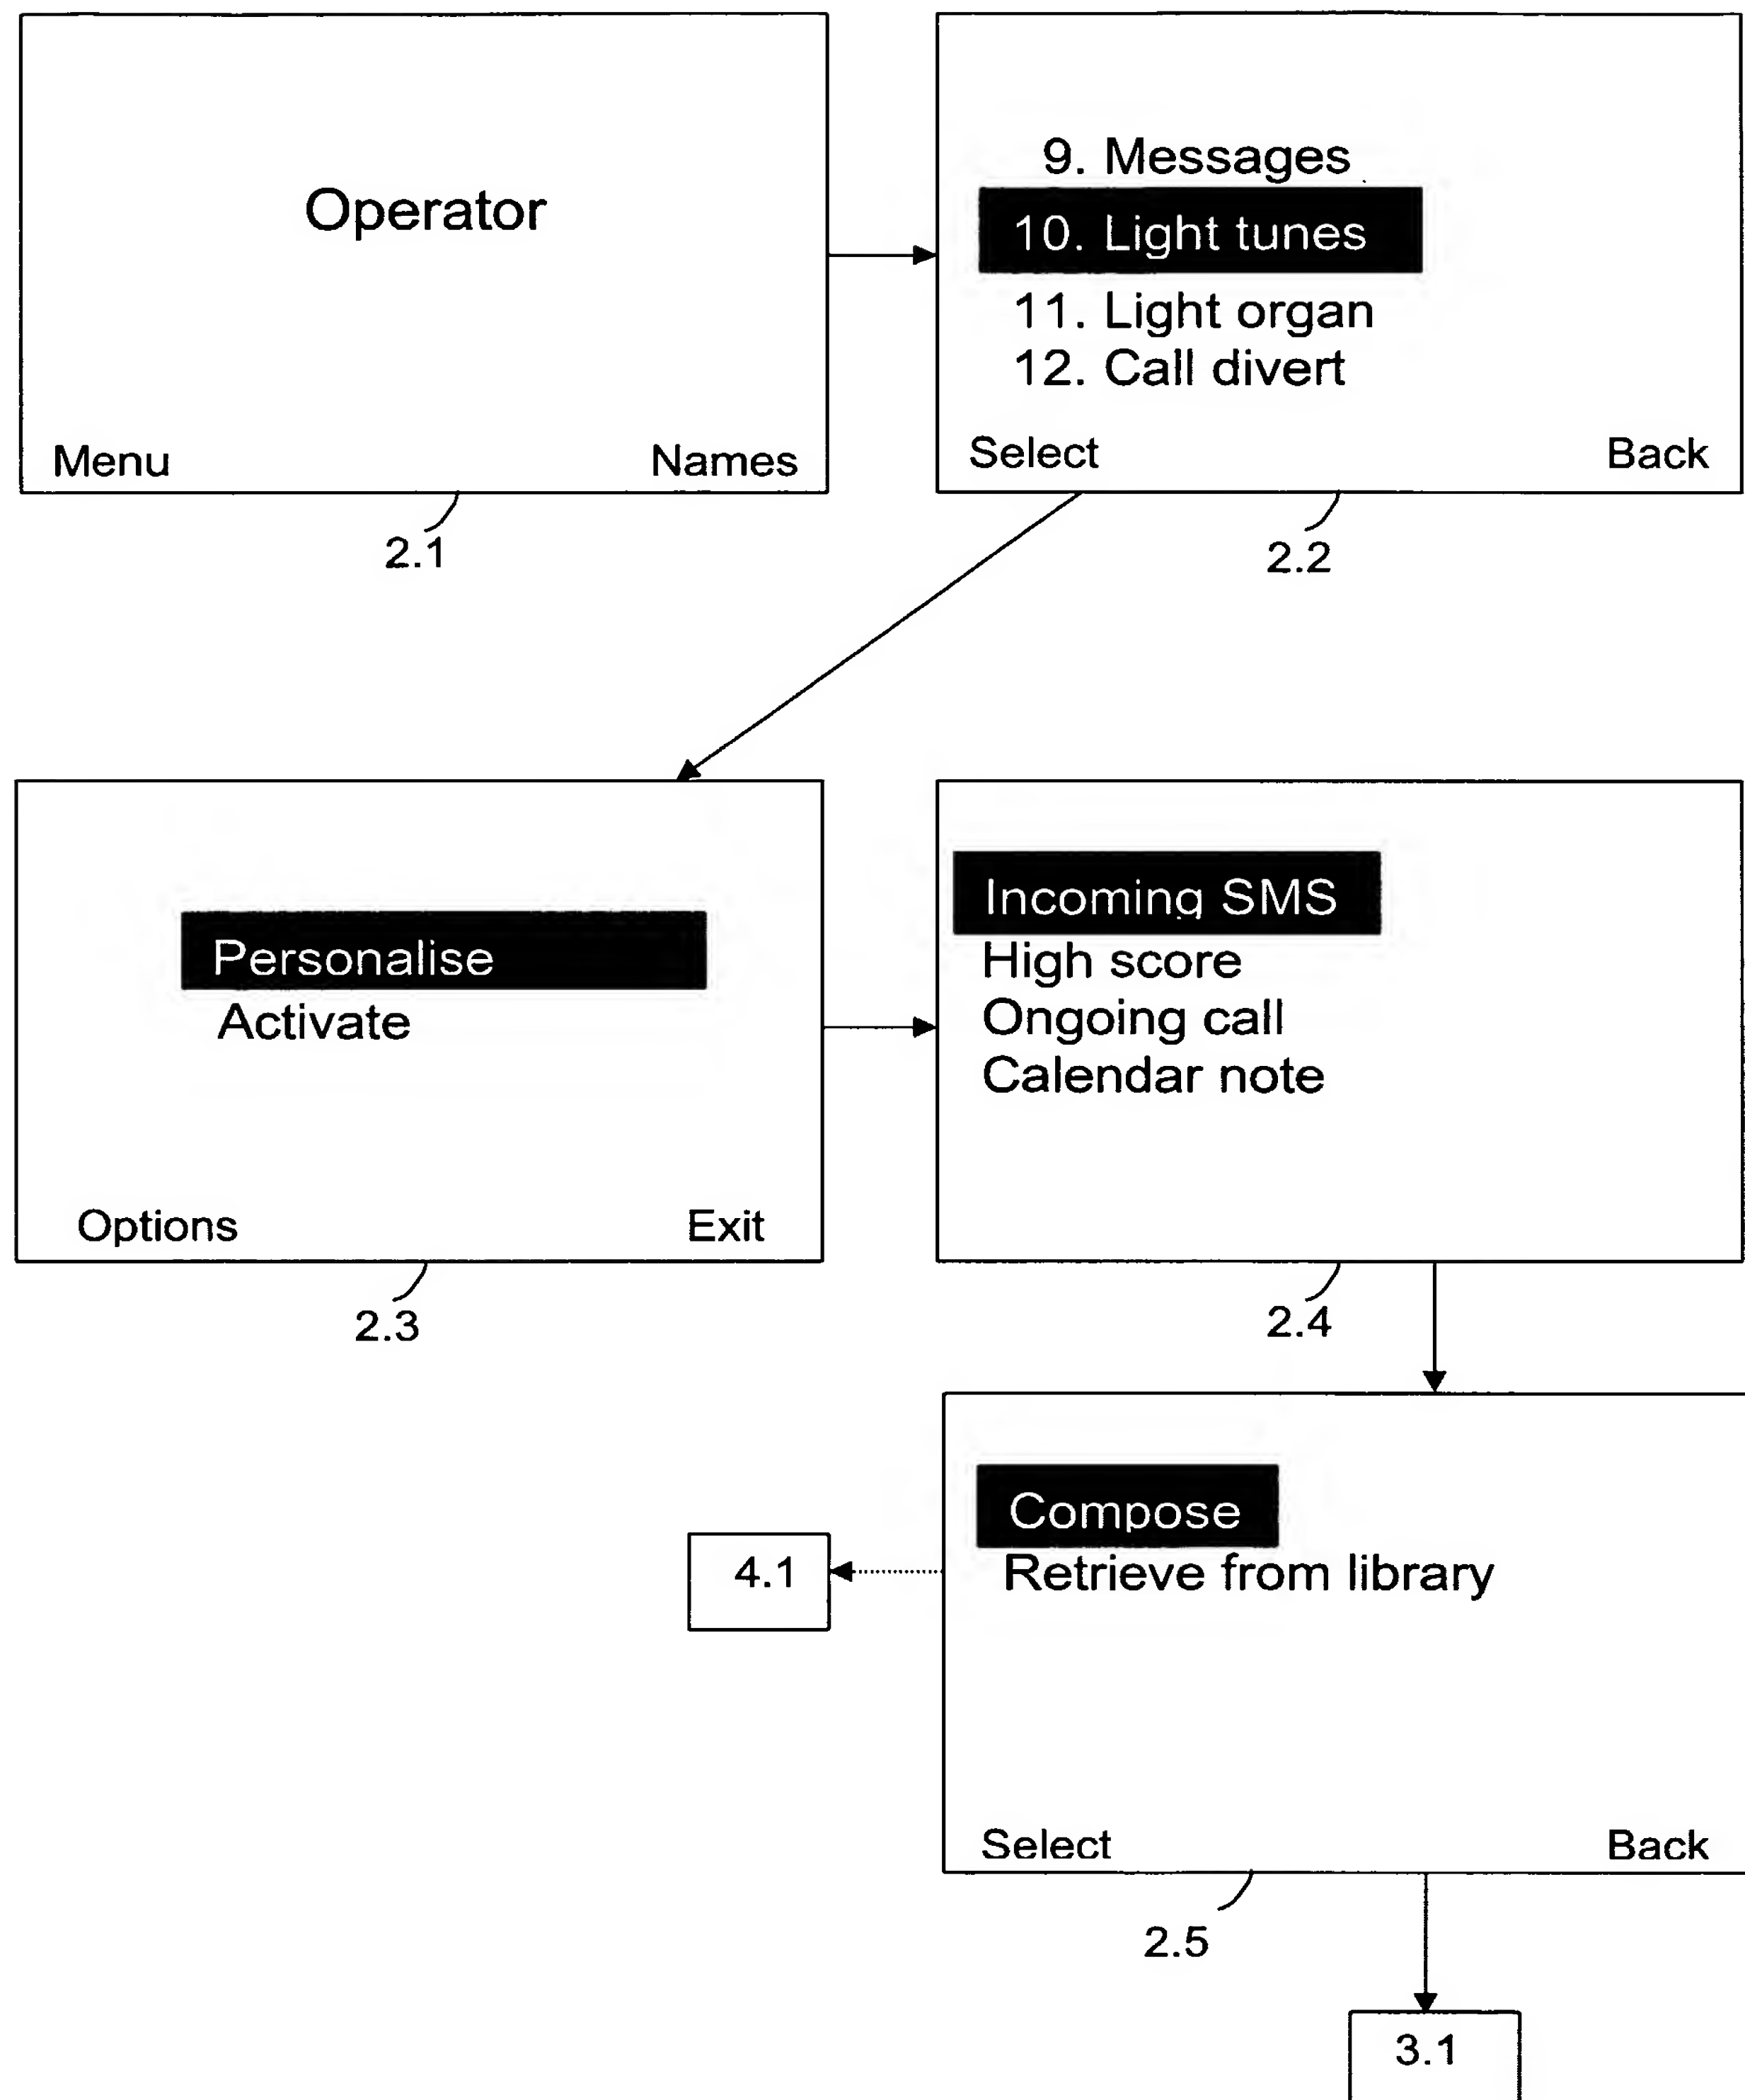 Operator
Menu Names
2.1
9. Messages
10. Light tunes
11. Light organ
12. Call divert
Select Back
2.2
Personalise
Activate
Options Exit
2.3
Incoming SMS
High score
Ongoing call
Calendar note
2.4
Compose
Retrieve from library
Select Back
2.5
4.1
3.1